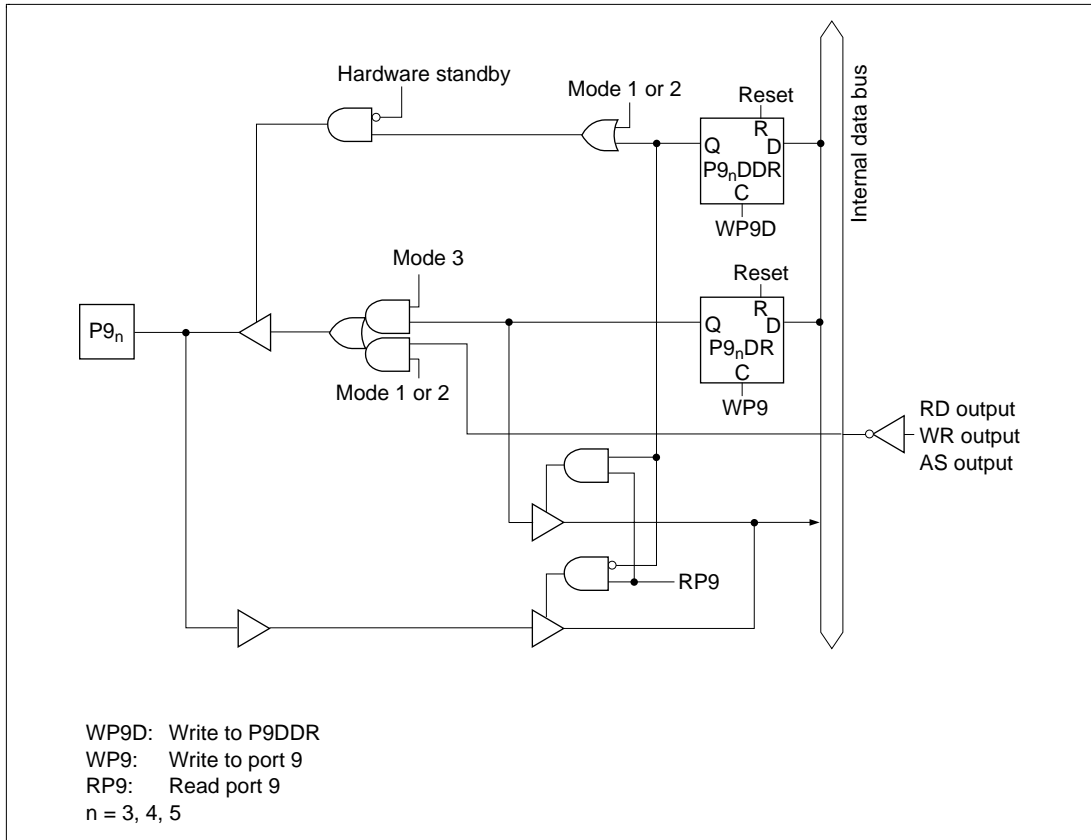 Hardware standby
Mode 1 or 2
Reset
R
Q
D
P9nDDR
C
WP9D
Internal data bus
Mode 3
Reset
R
Q
D
P9nDR
C
WP9
P9n
Mode 1 or 2
RD output
WR output
AS output
RP9
WP9D: Write to P9DDR
WP9: Write to port 9
RP9: Read port 9
n = 3, 4, 5